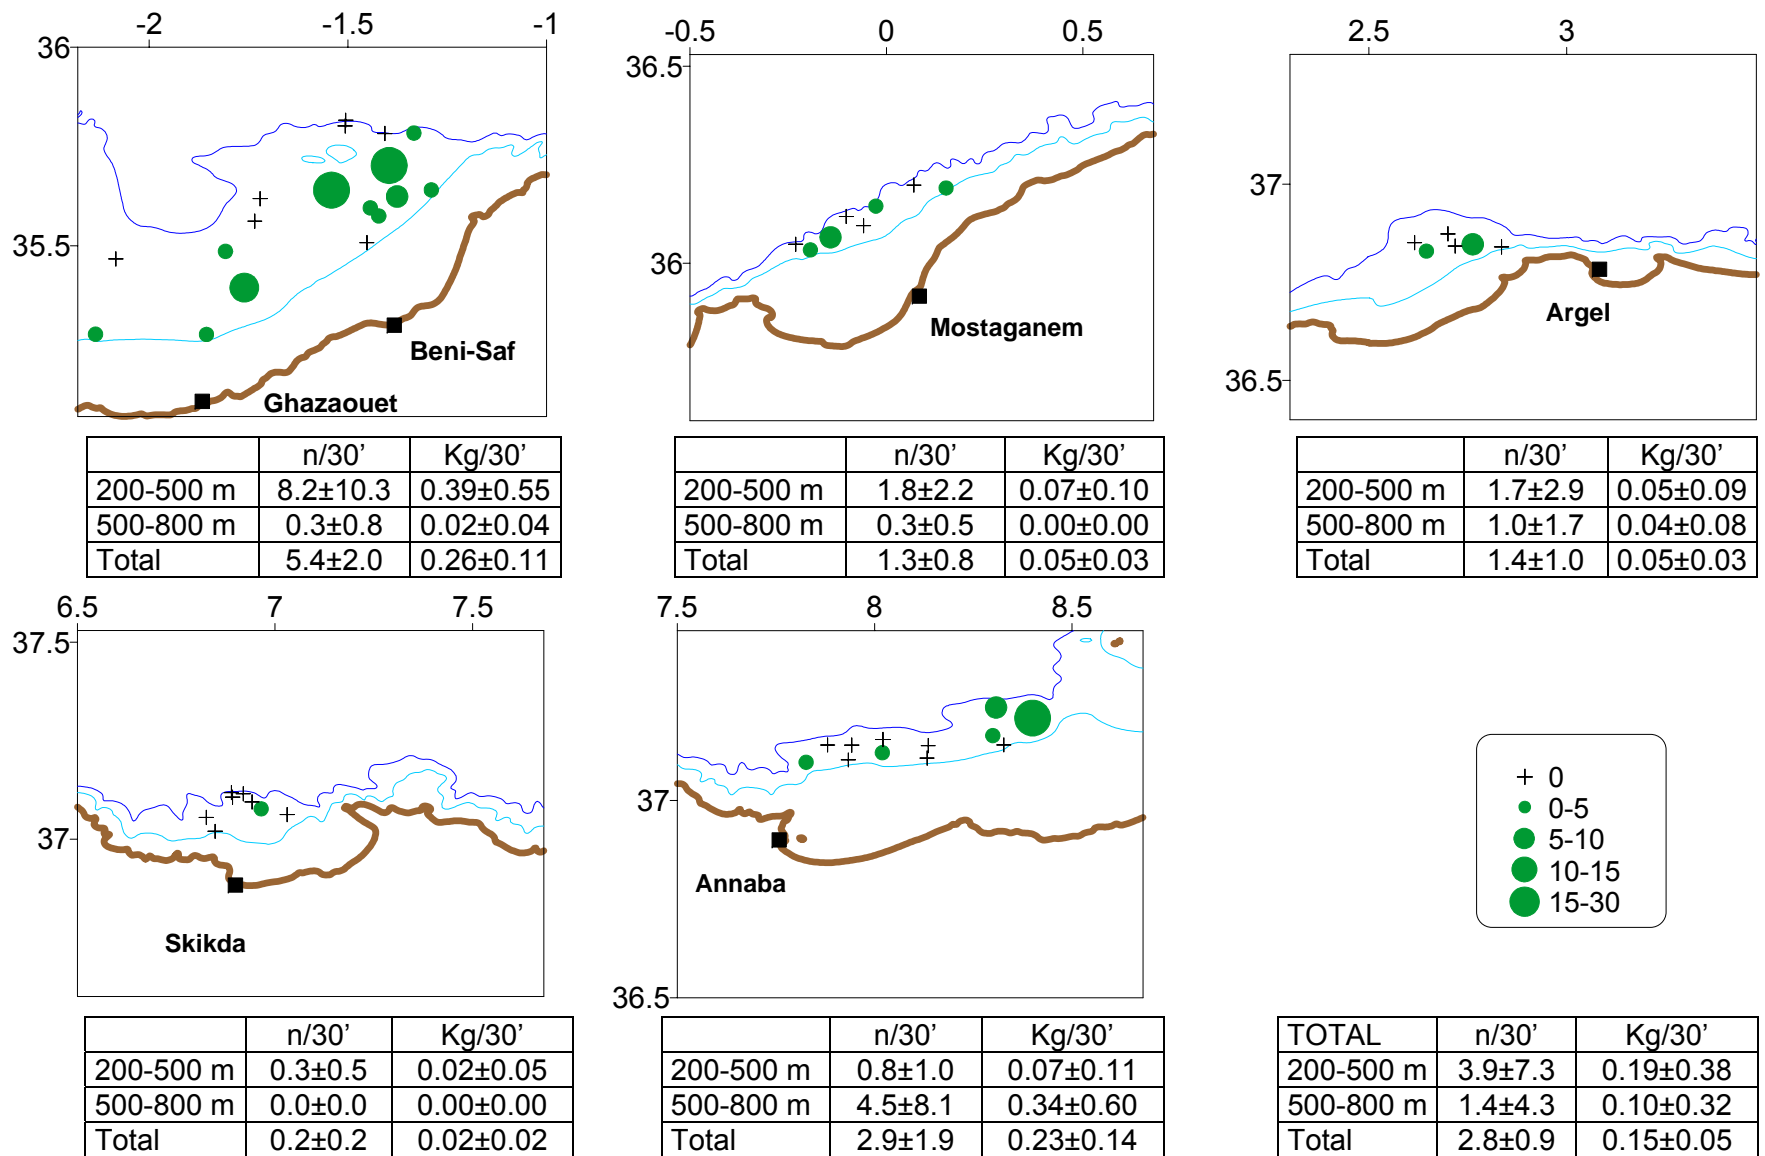 -2 -1.5 -1
36
35.5
Beni-Saf
Ghazaouet
n/30’ Kg/30’
200-500 m 8.2±10.3 0.39±0.55
500-800 m 0.3±0.8 0.02±0.04
Total 5.4±2.0 0.26±0.11
-0.5 0 0.5
36.5
36
Mostaganem
n/30’ Kg/30’
200-500 m 1.8±2.2 0.07±0.10
500-800 m 0.3±0.5 0.00±0.00
Total 1.3±0.8 0.05±0.03
2.5 3
37
36.5
Argel
n/30’ Kg/30’
200-500 m 1.7±2.9 0.05±0.09
500-800 m 1.0±1.7 0.04±0.08
Total 1.4±1.0 0.05±0.03
6.5 7 7.5
37.5
37
Skikda
n/30’ Kg/30’
200-500 m 0.3±0.5 0.02±0.05
500-800 m 0.0±0.0 0.00±0.00
Total 0.2±0.2 0.02±0.02
7.5 8 8.5
37
36.5
Annaba
n/30’ Kg/30’
200-500 m 0.8±1.0 0.07±0.11
500-800 m 4.5±8.1 0.34±0.60
Total 2.9±1.9 0.23±0.14
0
0-5
5-10
10-15
15-30
TOTAL n/30’ Kg/30’
200-500 m 3.9±7.3 0.19±0.38
500-800 m 1.4±4.3 0.10±0.32
Total 2.8±0.9 0.15±0.05